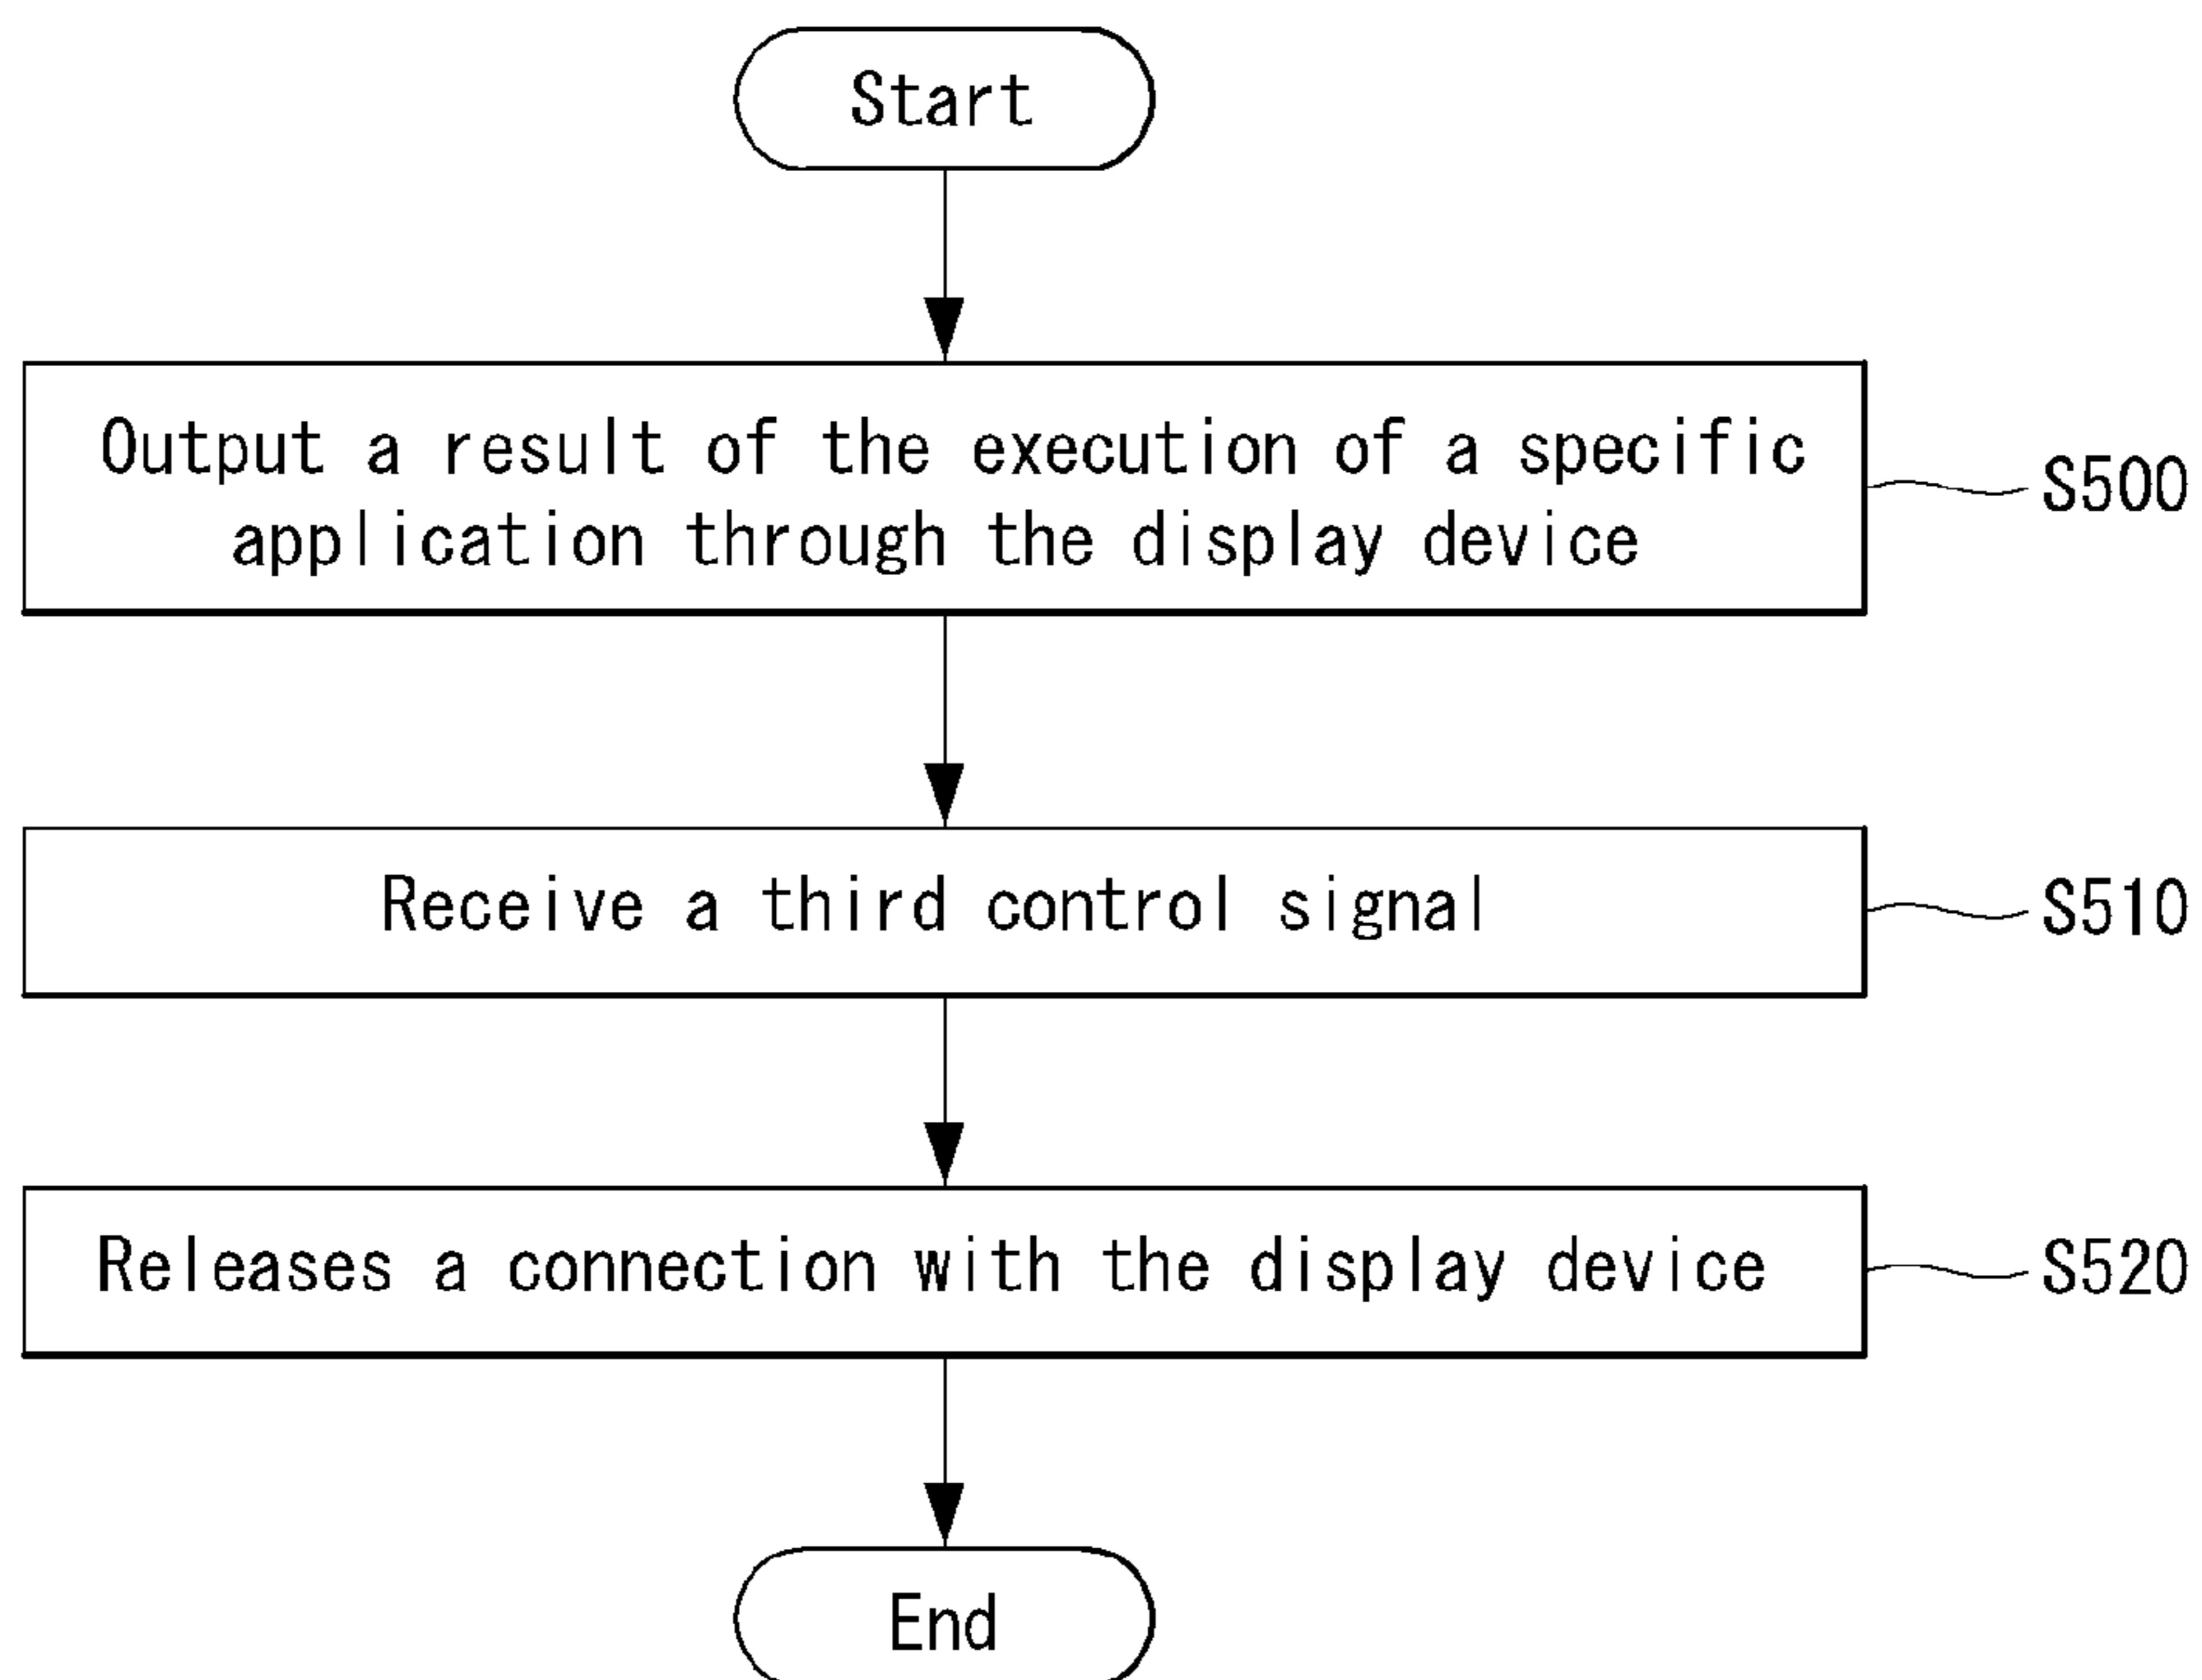 Start
Output a result of the execution of a specific
application through the display device
S500
Receive a third control signal
S510
Releases a connection with the display device
S520
End